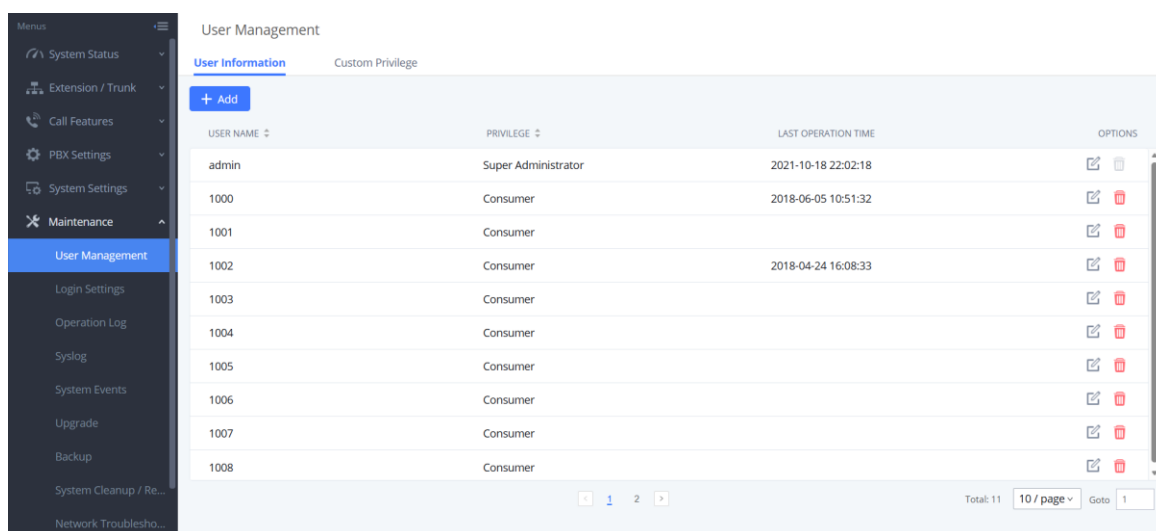 Menus
System Status
Extension / Trunk
Call Features
PBX Settings
System Settings
Maintenance
User Management
Login Settings
Operation Log
Syslog
System Events
Upgrade
Backup
System Cleanup / Re...
Network Troublesho...
User Management
User Information Custom Privilege
+ Add
USER NAME PRIVILEGE LAST OPERATION TIME OPTIONS
admin Super Administrator 2021-10-18 22:02:18
1000 Consumer 2018-06-05 10:51:32
1001 Consumer
1002 Consumer 2018-04-24 16:08:33
1003 Consumer
1004 Consumer
1005 Consumer
1006 Consumer
1007 Consumer
1008 Consumer
< 1 2 > Total: 11 10 / page Goto 1